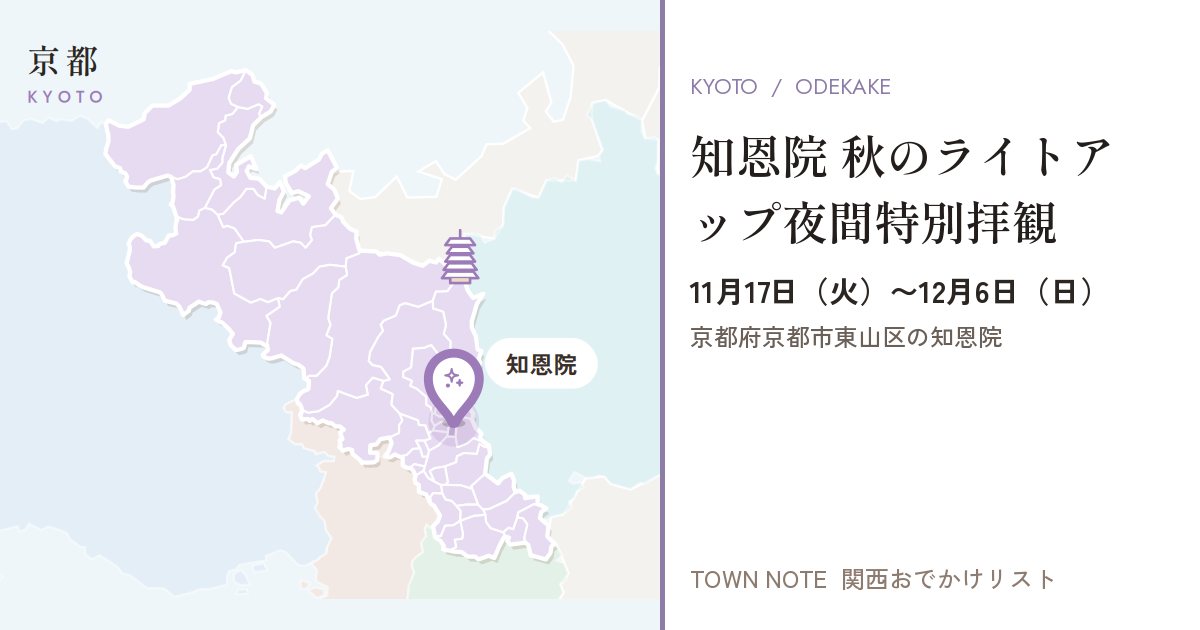 京都
KYOTO
知恩院
KYOTO / ODEKAKE
知恩院 秋のライトア
ップ夜間特別拝観
11月17日（火）〜12月6日（日）
京都府京都市東山区の知恩院
TOWN NOTE 関西おでかけリスト